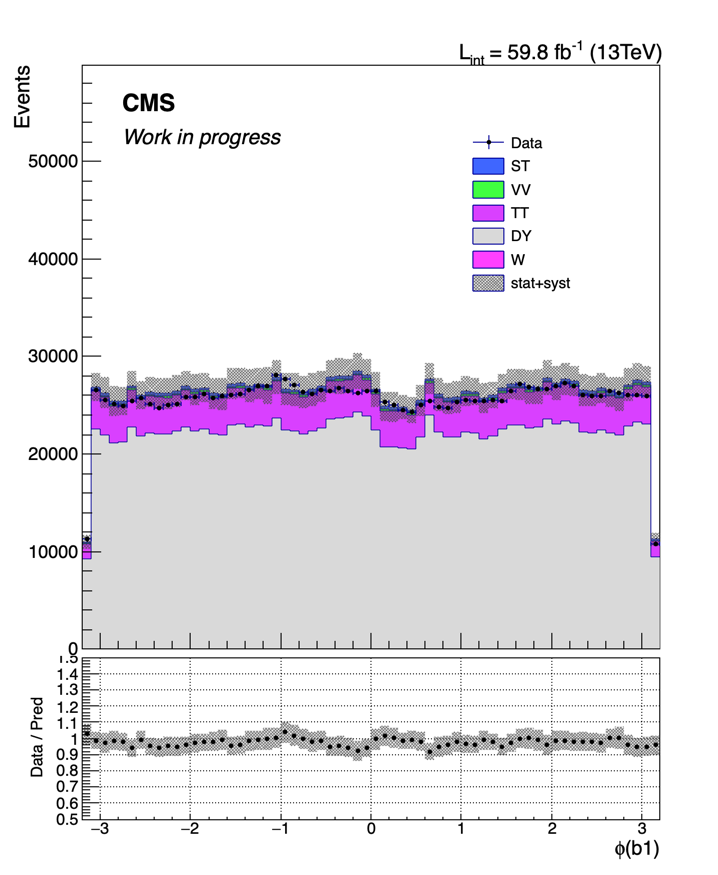 L_int = 59.8 fb⁻¹ (13TeV)
Events
CMS
Work in progress
Data
ST
VV
TT
DY
W
stat+syst
50000
40000
30000
20000
10000
0
1.5
1.4
1.3
1.2
1.1
1
0.9
0.8
0.7
0.6
0.5
Data / Pred
−3 −2 −1 0 1 2 3
ϕ(b1)